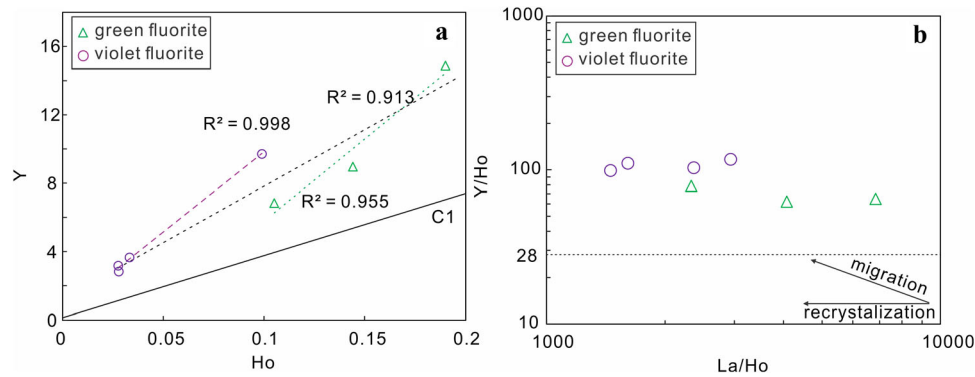 green fluorite
violet fluorite
a
16
12
8
4
0
Y
R² = 0.998
R² = 0.913
R² = 0.955
C1
0
0.05
0.1
0.15
0.2
Ho
green fluorite
violet fluorite
b
1000
100
28
10
Y/Ho
migration
recrystalization
1000
10000
La/Ho